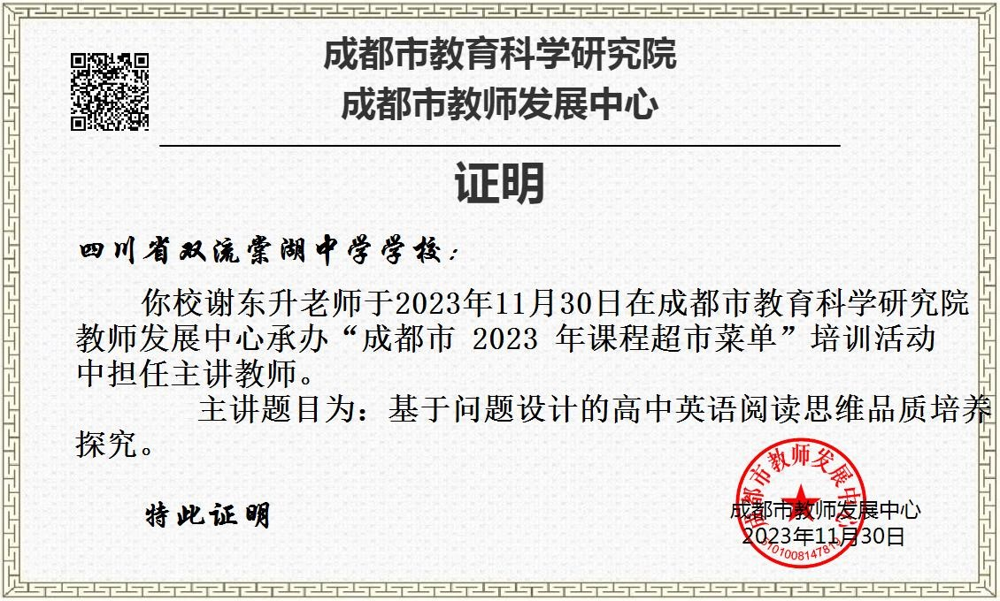 成都市教育科学研究院
成都市教师发展中心
证明
四川省双流棠湖中学学校：
你校谢东升老师于2023年11月30日在成都市教育科学研究院
教师发展中心承办“成都市 2023 年课程超市菜单”培训活动
中担任主讲教师。
主讲题目为：基于问题设计的高中英语阅读思维品质培养
探究。
特此证明
成都市教师发展中心
成都市教师发展中心
2023年11月30日
5101008147819